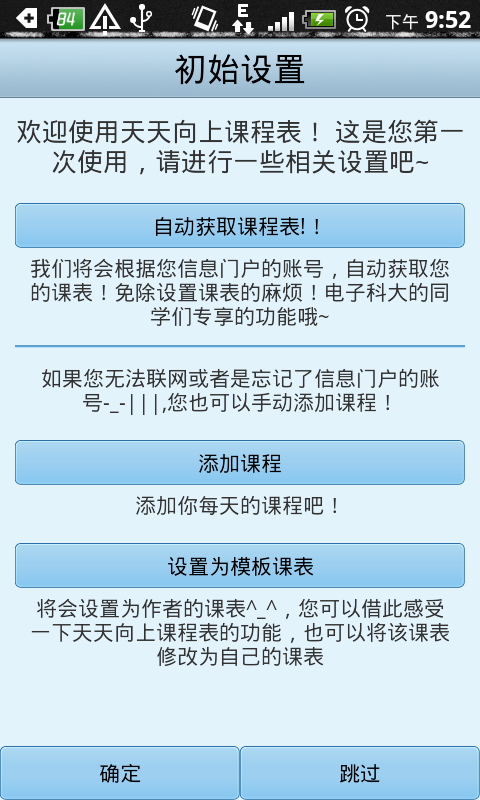 84 E 下午 9:52
初始设置
欢迎使用天天向上课程表！ 这是您第一
次使用，请进行一些相关设置吧~
自动获取课程表!！
我们将会根据您信息门户的账号，自动获取您
的课表！免除设置课表的麻烦！电子科大的同
学们专享的功能哦~
如果您无法联网或者是忘记了信息门户的账
号-_-|||,您也可以手动添加课程！
添加课程
添加你每天的课程吧！
设置为模板课表
将会设置为作者的课表^_^，您可以借此感受
一下天天向上课程表的功能，也可以将该课表
修改为自己的课表
确定
跳过